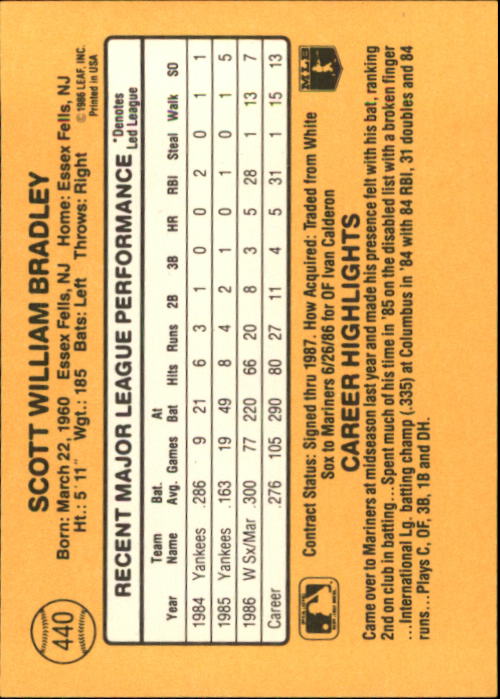 440
SCOTT WILLIAM BRADLEY
Born: March 22, 1960 Essex Fells, NJ Home: Essex Fells, NJ
Ht.: 5' 11" Wgt.: 185 Bats: Left Throws: Right
© 1986 LEAF, INC.
Printed in USA
RECENT MAJOR LEAGUE PERFORMANCE
*Denotes
Led League
Year Team Name Bat. Avg. Games At Bat Hits Runs 2B 3B HR RBI Steal Walk SO
1984 Yankees .286 9 21 6 3 1 0 0 2 0 1 1
1985 Yankees .163 19 49 8 4 2 1 0 1 0 1 5
1986 W Sx/Mar .300 77 220 66 20 8 3 5 28 1 13 7
Career .276 105 290 80 27 11 4 5 31 1 15 13
Contract Status: Signed thru 1987. How Acquired: Traded from White
Sox to Mariners 6/26/86 for OF Ivan Calderon
MLB
CAREER HIGHLIGHTS
Came over to Mariners at midseason last year and made his presence felt with his bat, ranking
2nd on club in batting...Spent much of his time in '85 on the disabled list with a broken finger
...International Lg. batting champ (.335) at Columbus in '84 with 84 RBI, 31 doubles and 84
runs...Plays C, OF, 3B, 1B and DH.